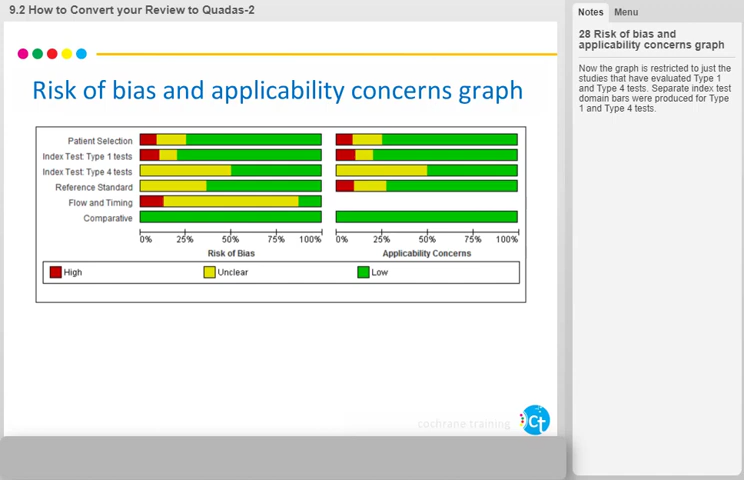 9.2 How to Convert your Review to Quadas-2
Notes Menu
28 Risk of bias and
applicability concerns graph
Now the graph is restricted to just the
studies that have evaluated Type 1
and Type 4 tests. Separate index test
domain bars were produced for Type
1 and Type 4 tests.
Risk of bias and applicability concerns graph
Patient Selection
Index Test: Type 1 tests
Index Test: Type 4 tests
Reference Standard
Flow and Timing
Comparative
0% 25% 50% 75% 100% 0% 25% 50% 75% 100%
Risk of Bias Applicability Concerns
High Unclear Low
cochrane training ct